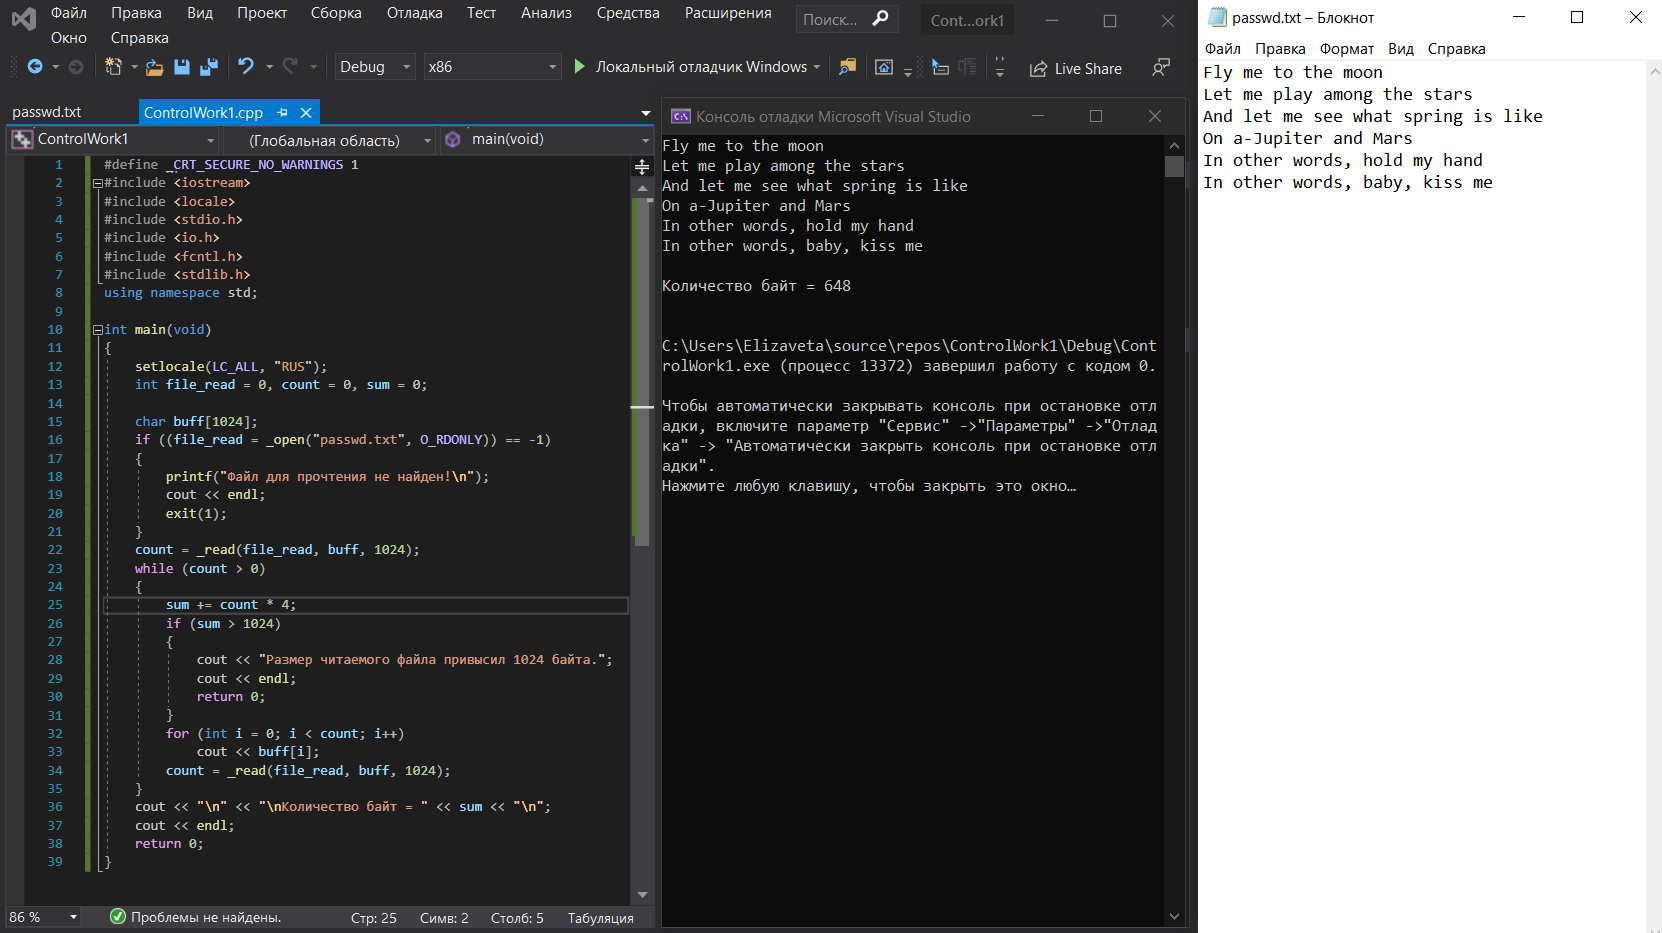 Файл Правка Вид Проект Сборка Отладка Тест Анализ Средства Расширения
Поиск...
Cont...ork1
Окно Справка
Debug x86 Локальный отладчик Windows Live Share
passwd.txt ControlWork1.cpp
ControlWork1 (Глобальная область) main(void)
1 #define _CRT_SECURE_NO_WARNINGS 1
2 #include <iostream>
3 #include <locale>
4 #include <stdio.h>
5 #include <io.h>
6 #include <fcntl.h>
7 #include <stdlib.h>
8 using namespace std;
9
10 int main(void)
11 {
12 setlocale(LC_ALL, "RUS");
13 int file_read = 0, count = 0, sum = 0;
14
15 char buff[1024];
16 if ((file_read = _open("passwd.txt", O_RDONLY)) == -1)
17 {
18 printf("Файл для прочтения не найден!\n");
19 cout << endl;
20 exit(1);
21 }
22 count = _read(file_read, buff, 1024);
23 while (count > 0)
24 {
25 sum += count * 4;
26 if (sum > 1024)
27 {
28 cout << "Размер читаемого файла привысил 1024 байта.";
29 cout << endl;
30 return 0;
31 }
32 for (int i = 0; i < count; i++)
33 cout << buff[i];
34 count = _read(file_read, buff, 1024);
35 }
36 cout << "\n" << "\nКоличество байт = " << sum << "\n";
37 cout << endl;
38 return 0;
39 }
86 % Проблемы не найдены. Стр: 25 Симв: 2 Столб: 5 Табуляция
Консоль отладки Microsoft Visual Studio
Fly me to the moon
Let me play among the stars
And let me see what spring is like
On a-Jupiter and Mars
In other words, hold my hand
In other words, baby, kiss me
Количество байт = 648
C:\Users\Elizaveta\source\repos\ControlWork1\Debug\Cont
rolWork1.exe (процесс 13372) завершил работу с кодом 0.
Чтобы автоматически закрывать консоль при остановке отл
адки, включите параметр "Сервис" ->"Параметры" ->"Отлад
ка" -> "Автоматически закрыть консоль при остановке отл
адки".
Нажмите любую клавишу, чтобы закрыть это окно…
passwd.txt – Блокнот
Файл Правка Формат Вид Справка
Fly me to the moon
Let me play among the stars
And let me see what spring is like
On a-Jupiter and Mars
In other words, hold my hand
In other words, baby, kiss me